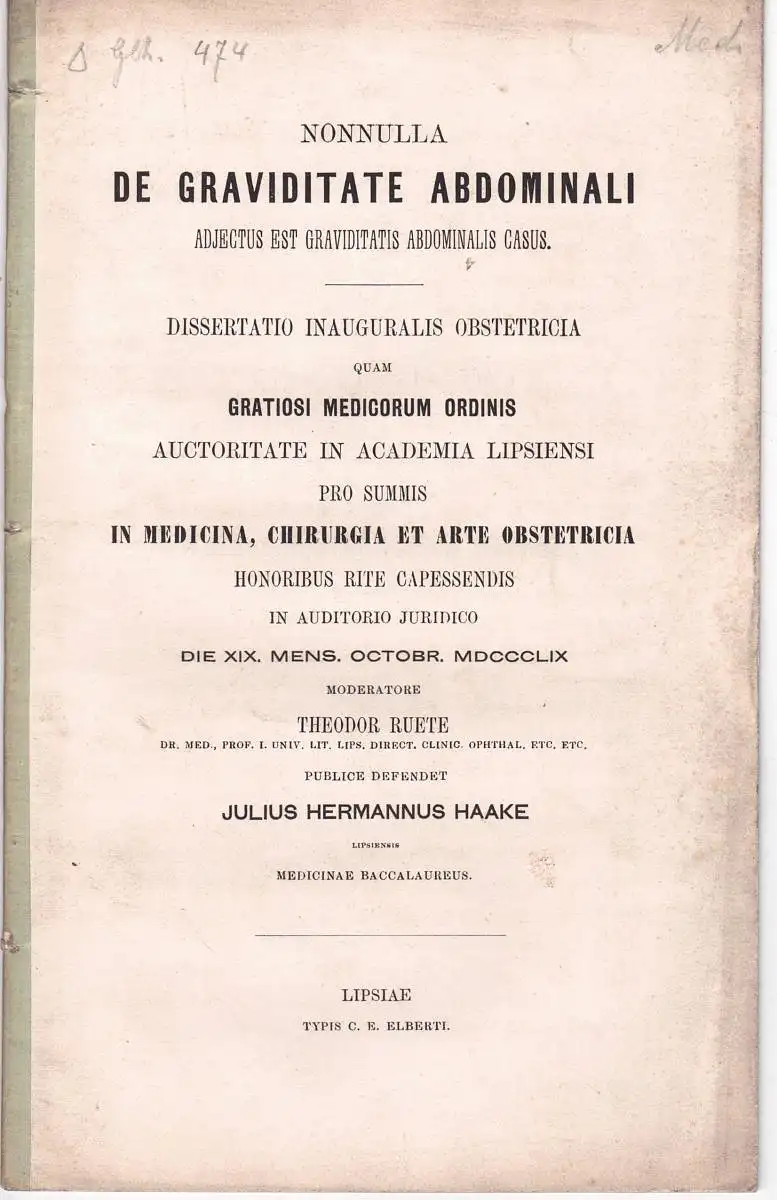 Δ Gbh. 474
Med.
NONNULLA
DE GRAVIDITATE ABDOMINALI
ADJECTUS EST GRAVIDITATIS ABDOMINALIS CASUS.
DISSERTATIO INAUGURALIS OBSTETRICIA
QUAM
GRATIOSI MEDICORUM ORDINIS
AUCTORITATE IN ACADEMIA LIPSIENSI
PRO SUMMIS
IN MEDICINA, CHIRURGIA ET ARTE OBSTETRICIA
HONORIBUS RITE CAPESSENDIS
IN AUDITORIO JURIDICO
DIE XIX. MENS. OCTOBR. MDCCCLIX
MODERATORE
THEODOR RUETE
DR. MED., PROF. I. UNIV. LIT. LIPS. DIRECT. CLINIC. OPHTHAL. ETC. ETC.
PUBLICE DEFENDET
JULIUS HERMANNUS HAAKE
LIPSIENSIS
MEDICINAE BACCALAUREUS.
LIPSIAE
TYPIS C. E. ELBERTI.